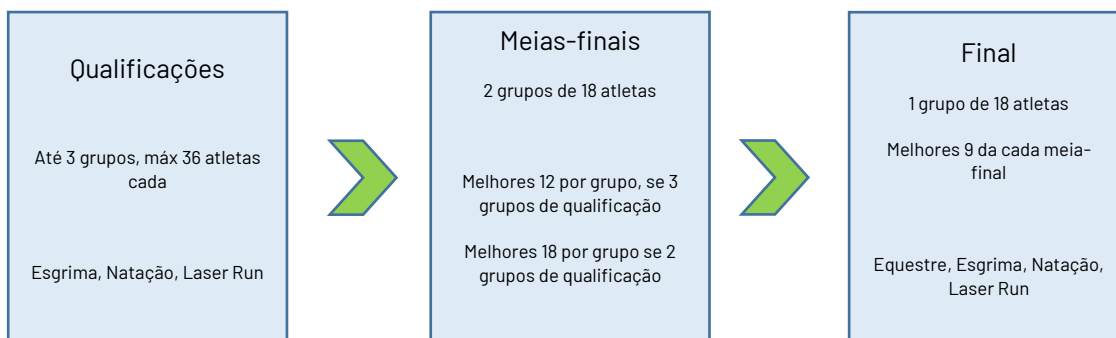 Qualificações
Até 3 grupos, máx 36 atletas
cada
Esgrima, Natação, Laser Run
Meias-finais
2 grupos de 18 atletas
Melhores 12 por grupo, se 3
grupos de qualificação
Melhores 18 por grupo se 2
grupos de qualificação
Final
1 grupo de 18 atletas
Melhores 9 da cada meia-
final
Equestre, Esgrima, Natação,
Laser Run